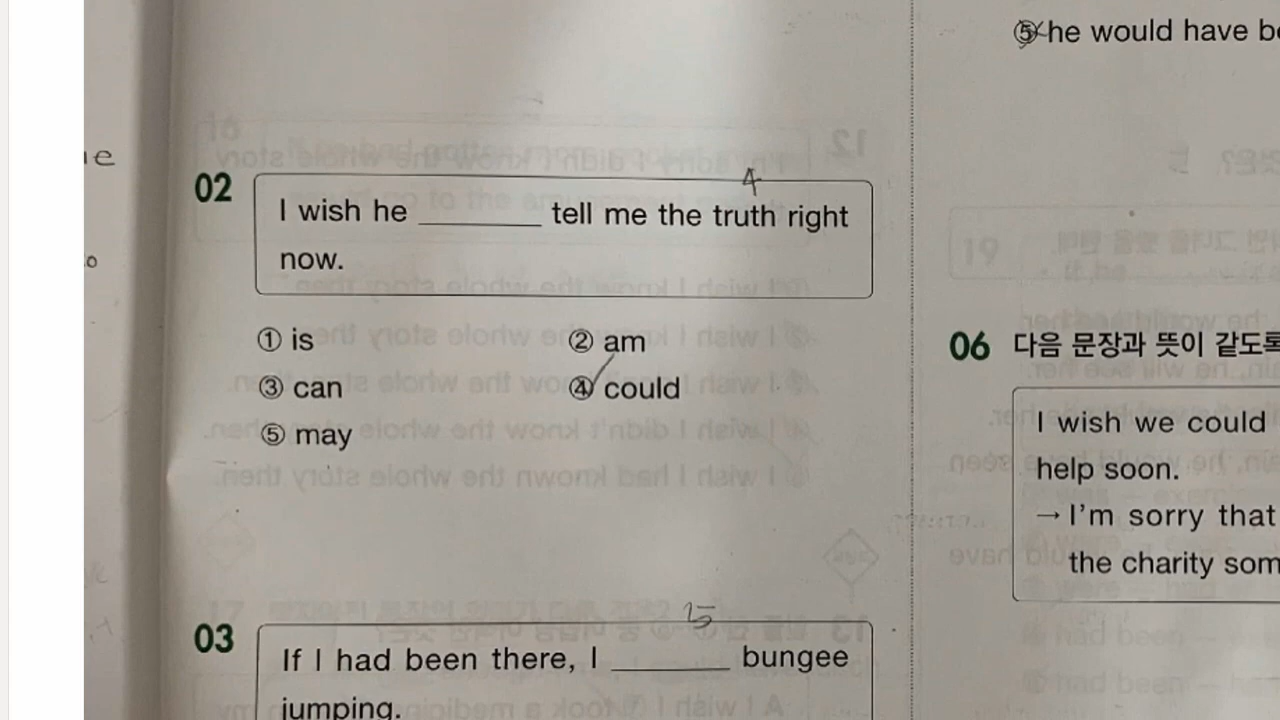 02
4
I wish he ________ tell me the truth right
now.
① is
② am
③ can
④ could
⑤ may
03
15
If I had been there, I ________ bungee
jumping.
⑤ he would have be
06 다음 문장과 뜻이 같도록
I wish we could
help soon.
→ I'm sorry that
the charity som